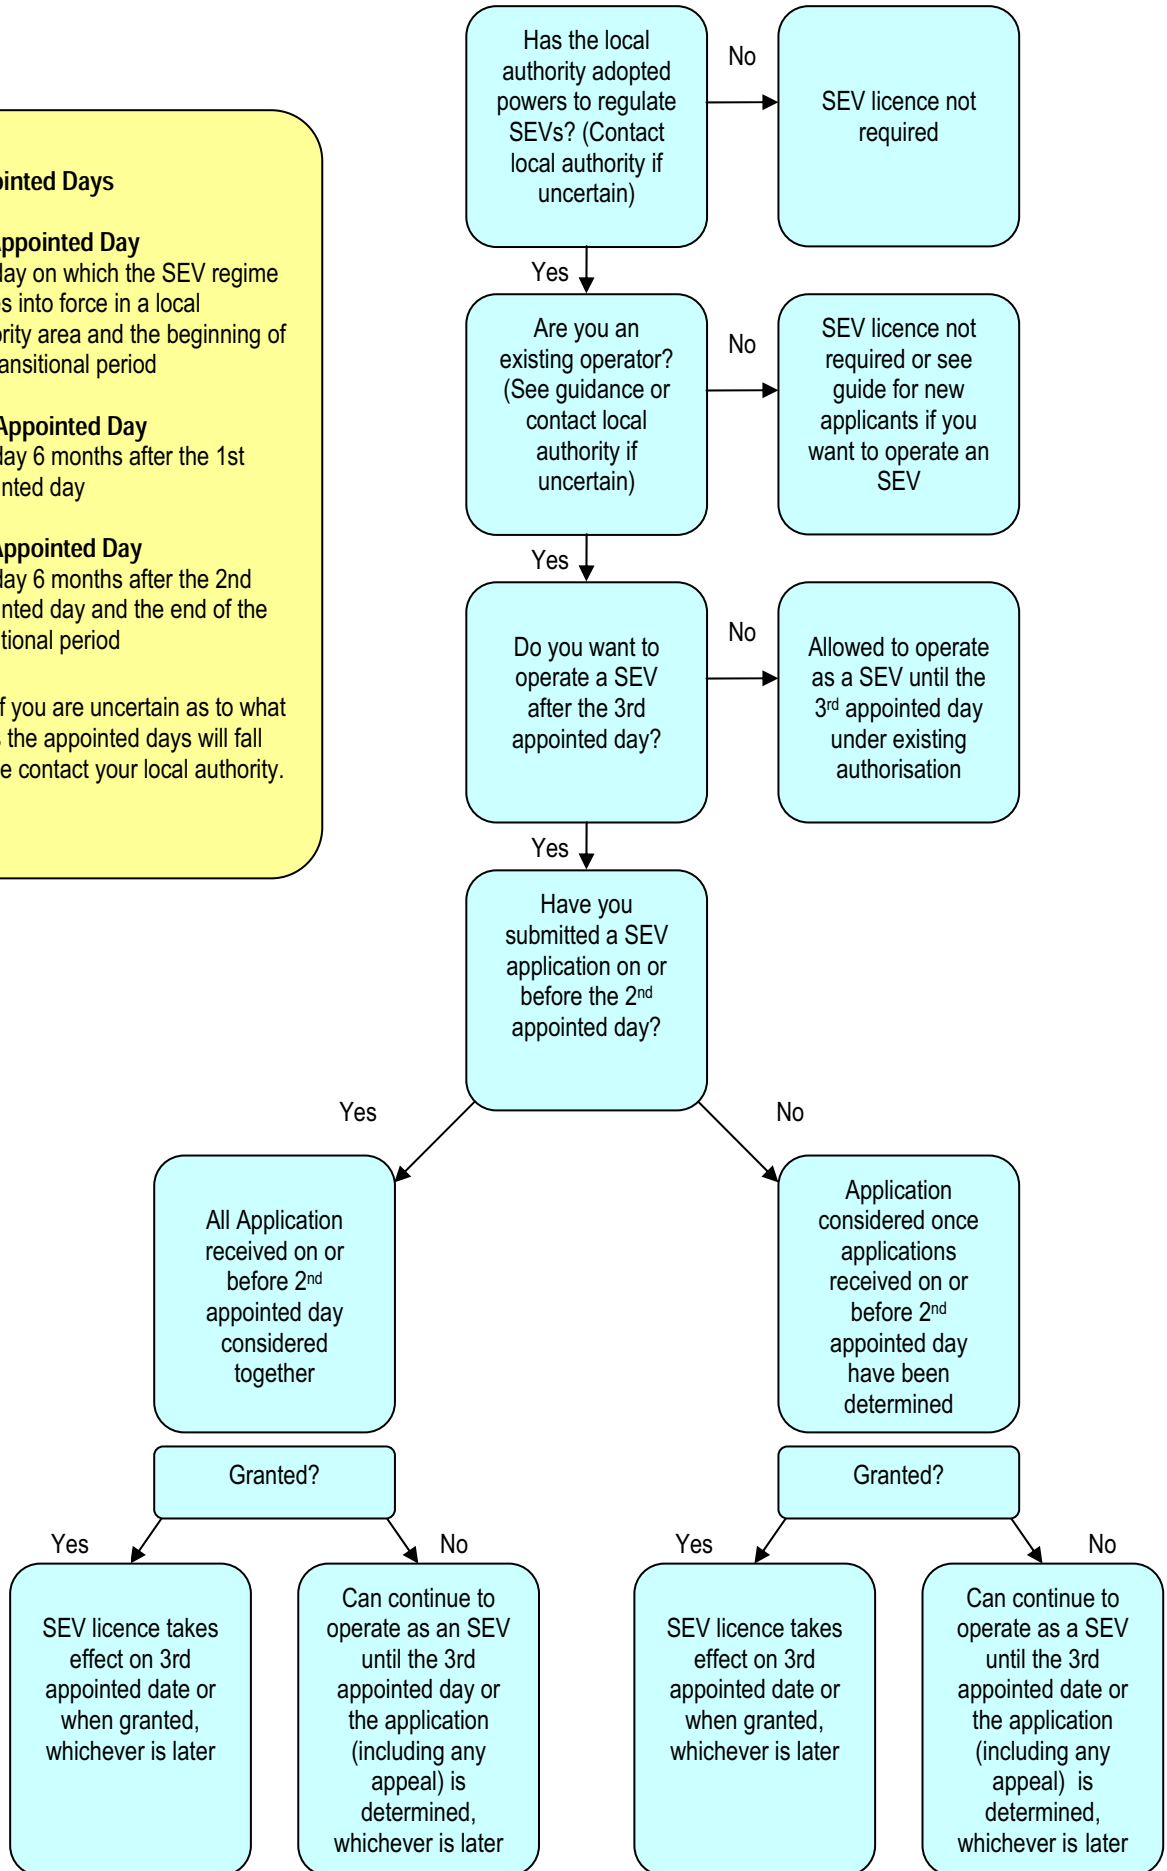 ointed Days
Appointed Day
day on which the SEV regime
es into force in a local
ority area and the beginning of
ransitional period
Appointed Day
day 6 months after the 1st
inted day
Appointed Day
day 6 months after the 2nd
inted day and the end of the
tional period
f you are uncertain as to what
s the appointed days will fall
e contact your local authority.
Has the local
authority adopted
powers to regulate
SEVs? (Contact
local authority if
uncertain)
No
SEV licence not
required
Yes
Are you an
existing operator?
(See guidance or
contact local
authority if
uncertain)
No
SEV licence not
required or see
guide for new
applicants if you
want to operate an
SEV
Yes
Do you want to
operate a SEV
after the 3rd
appointed day?
No
Allowed to operate
as a SEV until the
3rd appointed day
under existing
authorisation
Yes
Have you
submitted a SEV
application on or
before the 2nd
appointed day?
Yes
No
All Application
received on or
before 2nd
appointed day
considered
together
Application
considered once
applications
received on or
before 2nd
appointed day
have been
determined
Granted?
Granted?
Yes
No
Yes
No
SEV licence takes
effect on 3rd
appointed date or
when granted,
whichever is later
Can continue to
operate as an SEV
until the 3rd
appointed day or
the application
(including any
appeal) is
determined,
whichever is later
SEV licence takes
effect on 3rd
appointed date or
when granted,
whichever is later
Can continue to
operate as a SEV
until the 3rd
appointed date or
the application
(including any
appeal) is
determined,
whichever is later